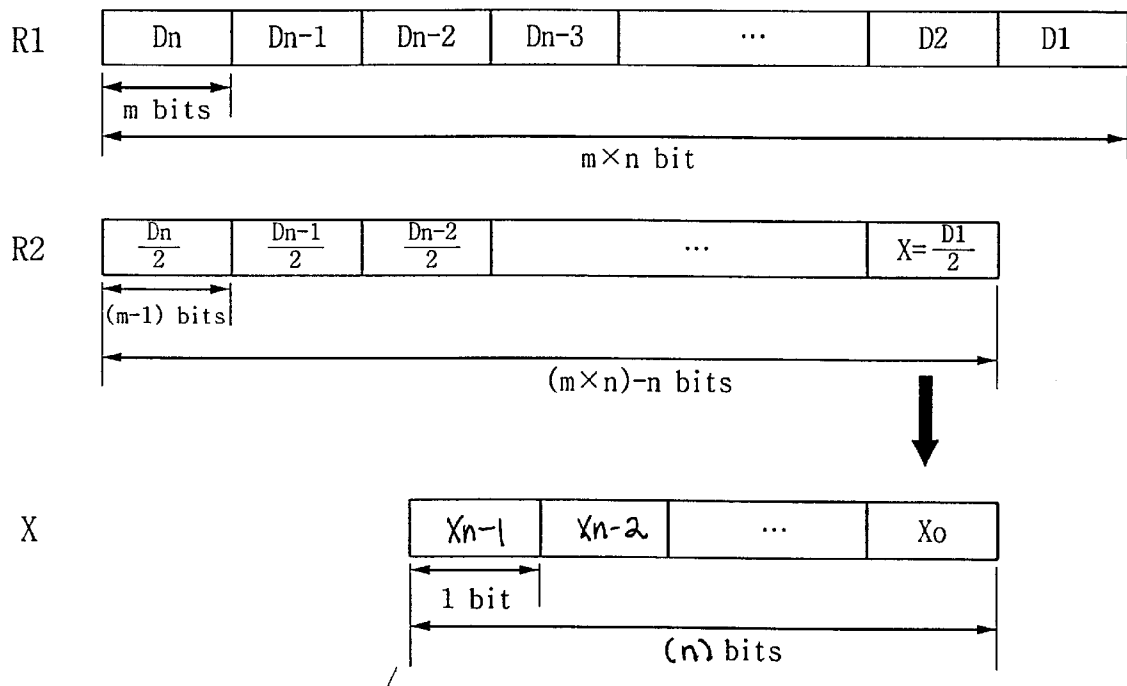 R1 Dn Dn-1 Dn-2 Dn-3 ... D2 D1
m bits
m×n bit
R2 Dn/2 Dn-1/2 Dn-2/2 ... X=D1/2
(m-1) bits
(m×n)-n bits
X Xn-1 Xn-2 ... Xo
1 bit
(n) bits